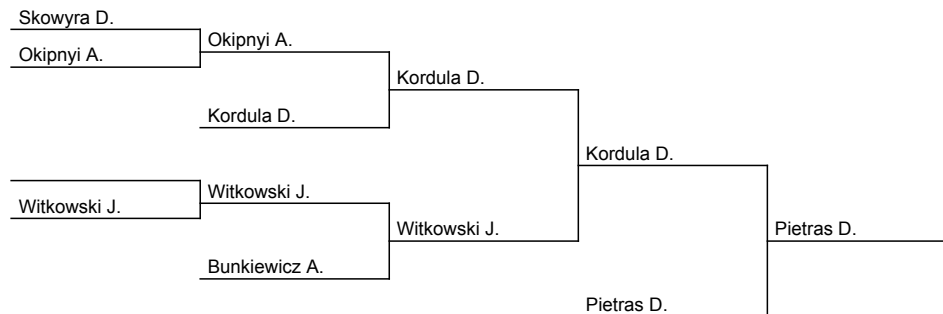 Skowyra D.
Okipnyi A.
Okipnyi A.
Kordula D.
Kordula D.
Kordula D.
Witkowski J.
Witkowski J.
Witkowski J.
Pietras D.
Bunkiewicz A.
Pietras D.